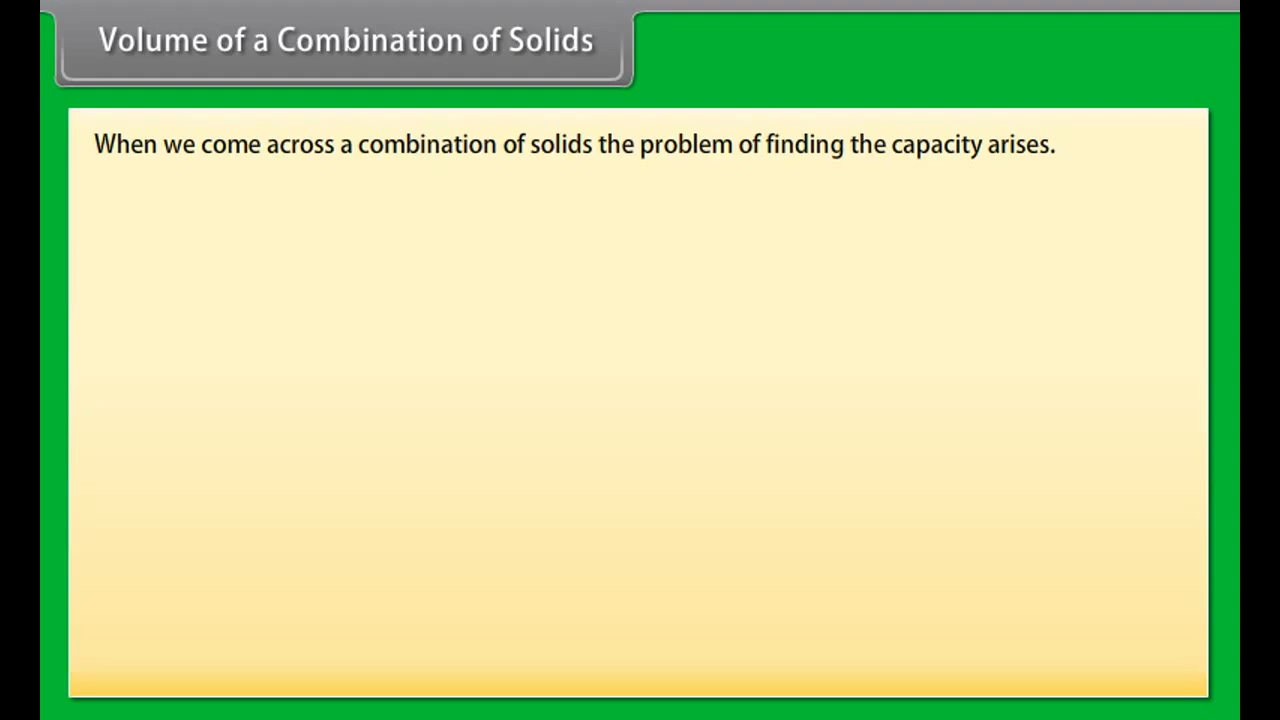 Volume of a Combination of Solids
When we come across a combination of solids the problem of finding the capacity arises.